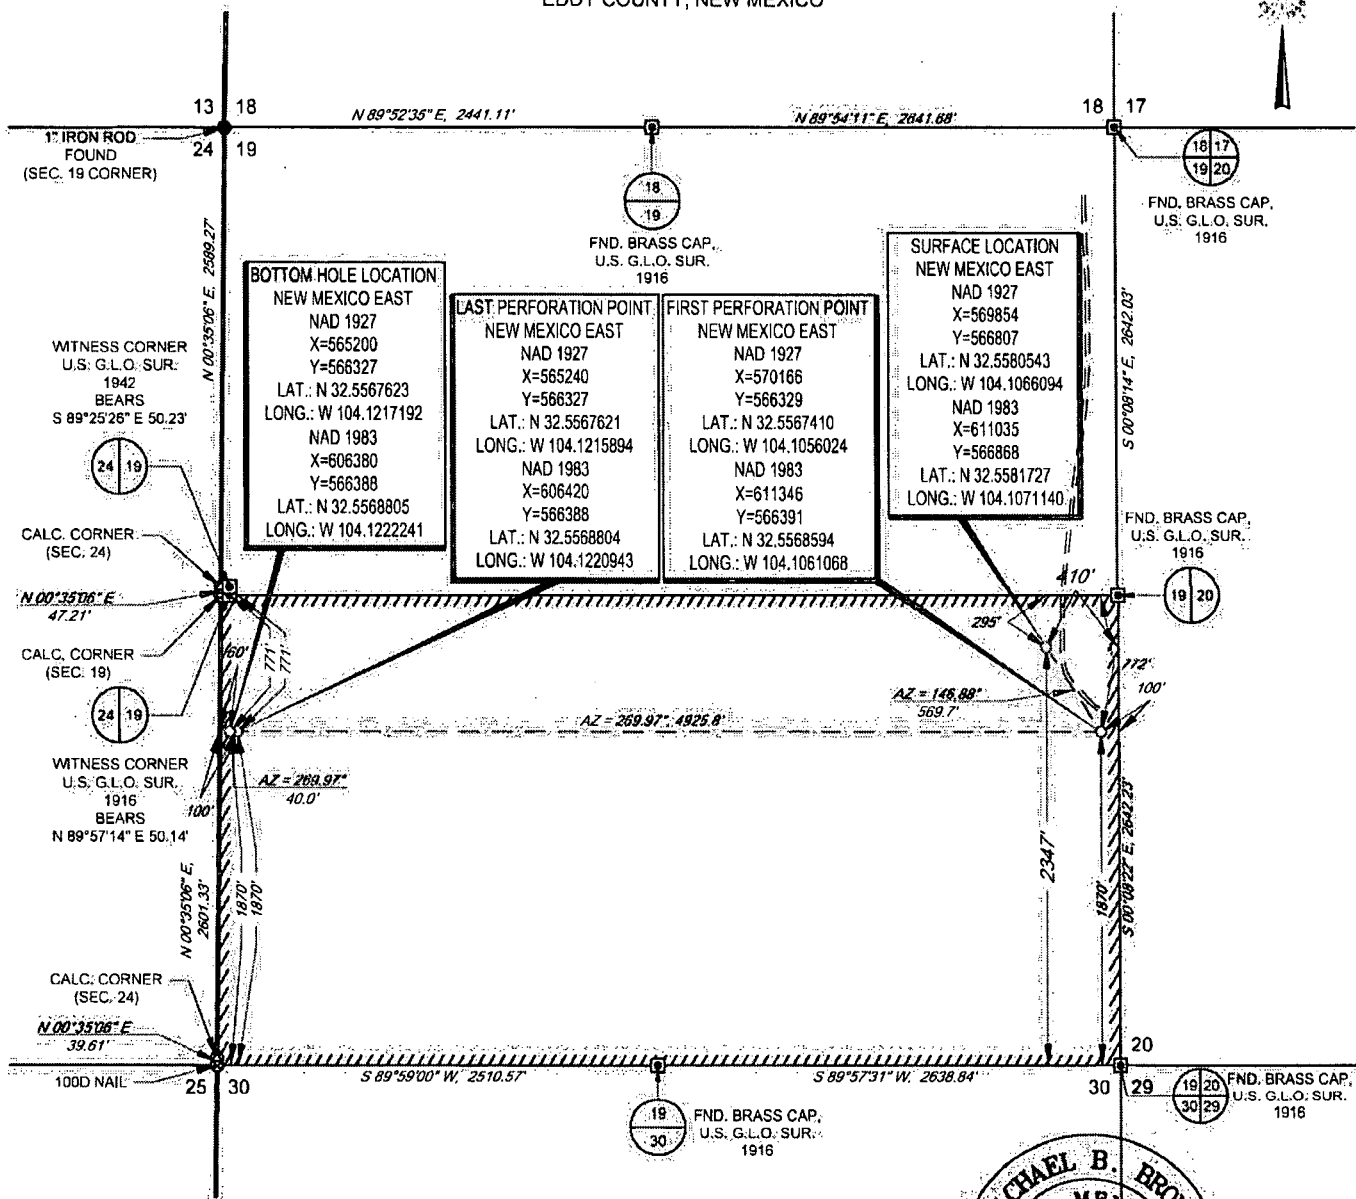 EDDY COUNTY, NEW MEXICO
13 18
N 89°52'35" E, 2441.11'
N 89°54'11" E, 2641.68'
18 17
1" IRON ROD
FOUND
(SEC. 19 CORNER)
24 19
18
19
FND. BRASS CAP,
U.S. G.L.O. SUR.
1916
18 17
19 20
FND. BRASS CAP,
U.S. G.L.O. SUR.
1916
N 00°35'06" E, 2589.27'
S 00°08'14" E, 2642.03'
BOTTOM HOLE LOCATION
NEW MEXICO EAST
NAD 1927
X=565200
Y=566327
LAT.: N 32.5567623
LONG.: W 104.1217192
NAD 1983
X=606380
Y=566388
LAT.: N 32.5568805
LONG.: W 104.1222241
LAST PERFORATION POINT
NEW MEXICO EAST
NAD 1927
X=565240
Y=566327
LAT.: N 32.5567621
LONG.: W 104.1215894
NAD 1983
X=606420
Y=566388
LAT.: N 32.5568804
LONG.: W 104.1220943
FIRST PERFORATION POINT
NEW MEXICO EAST
NAD 1927
X=570166
Y=566329
LAT.: N 32.5567410
LONG.: W 104.1056024
NAD 1983
X=611346
Y=566391
LAT.: N 32.5568594
LONG.: W 104.1061068
SURFACE LOCATION
NEW MEXICO EAST
NAD 1927
X=569854
Y=566807
LAT.: N 32.5580543
LONG.: W 104.1066094
NAD 1983
X=611035
Y=566868
LAT.: N 32.5581727
LONG.: W 104.1071140
WITNESS CORNER
U.S. G.L.O. SUR.
1942
BEARS
S 89°25'26" E 50.23'
24 19
CALC. CORNER
(SEC. 24)
N 00°35'06" E
47.21'
CALC. CORNER
(SEC. 19)
24 19
WITNESS CORNER
U.S. G.L.O. SUR.
1916
BEARS
N 89°57'14" E 50.14'
FND. BRASS CAP,
U.S. G.L.O. SUR.
1916
19 20
410'
295'
772'
100'
60'
771'
771'
AZ = 146.88°
569.7'
AZ = 269.97°, 4925.8'
AZ = 269.97°
40.0'
100'
N 00°35'06" E,
2601.33'
1870'
1870'
2347'
1870'
S 00°08'22" E, 2642.23'
CALC. CORNER
(SEC. 24)
N 00°35'06" E
39.61'
100D NAIL
25 30
S 89°59'00" W, 2510.57'
S 89°57'31" W, 2638.84'
20
30 29
19
30
FND. BRASS CAP,
U.S. G.L.O. SUR.
1916
19 20
30 29
FND. BRASS CAP,
U.S. G.L.O. SUR.
1916
CHAEL B. BRO